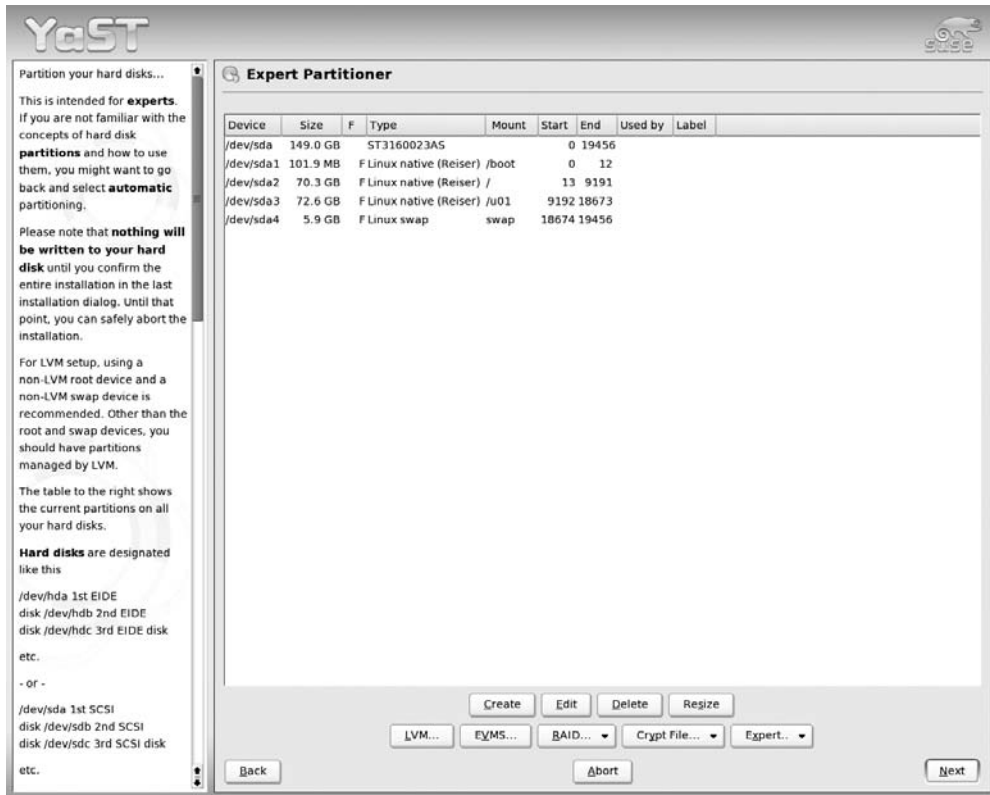 YaST
SUSE
Partition your hard disks...
This is intended for experts.
If you are not familiar with the
concepts of hard disk
partitions and how to use
them, you might want to go
back and select automatic
partitioning.
Please note that nothing will
be written to your hard
disk until you confirm the
entire installation in the last
installation dialog. Until that
point, you can safely abort the
installation.
For LVM setup, using a
non-LVM root device and a
non-LVM swap device is
recommended. Other than the
root and swap devices, you
should have partitions
managed by LVM.
The table to the right shows
the current partitions on all
your hard disks.
Hard disks are designated
like this
/dev/hda 1st EIDE
disk /dev/hdb 2nd EIDE
disk /dev/hdc 3rd EIDE disk
etc.
- or -
/dev/sda 1st SCSI
disk /dev/sdb 2nd SCSI
disk /dev/sdc 3rd SCSI disk
etc.
Expert Partitioner
Device Size F Type Mount Start End Used by Label
/dev/sda 149.0 GB ST3160023AS 0 19456
/dev/sda1 101.9 MB F Linux native (Reiser) /boot 0 12
/dev/sda2 70.3 GB F Linux native (Reiser) / 13 9191
/dev/sda3 72.6 GB F Linux native (Reiser) /u01 9192 18673
/dev/sda4 5.9 GB F Linux swap swap 18674 19456
Create Edit Delete Resize
LVM... EVMS... RAID... Crypt File... Expert..
Back Abort Next